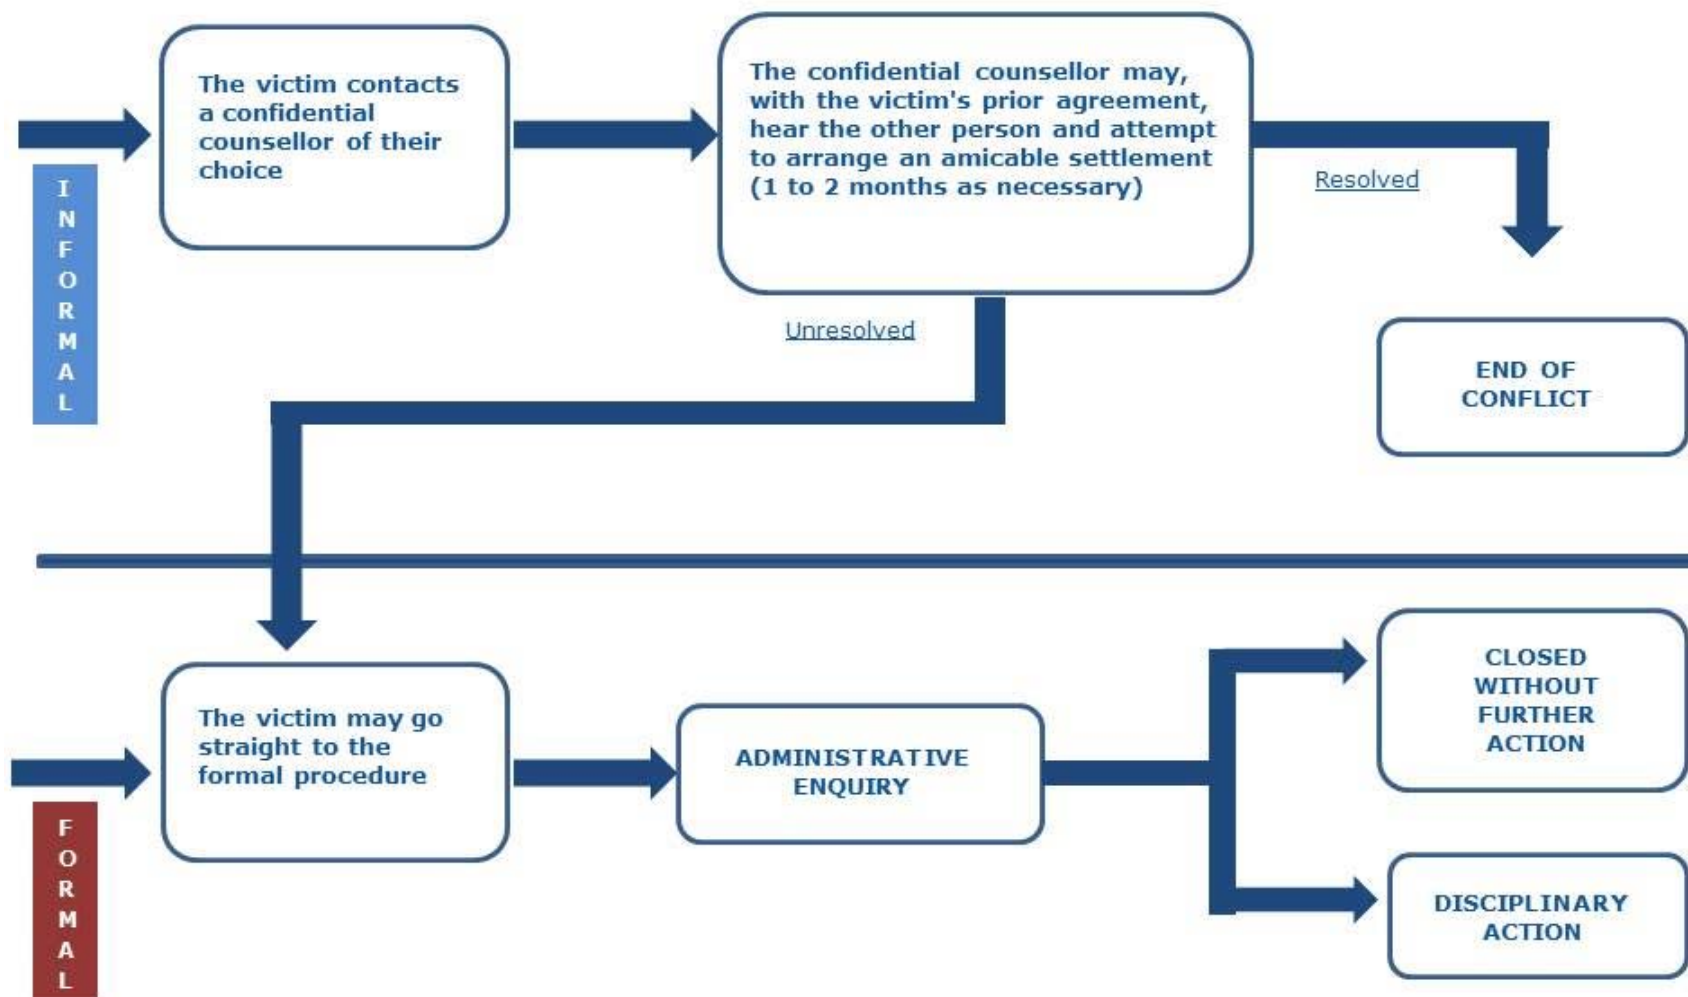 The victim contacts
a confidential
counsellor of their
choice
The confidential counsellor may,
with the victim's prior agreement,
hear the other person and attempt
to arrange an amicable settlement
(1 to 2 months as necessary)
Resolved
INFORMAL
Unresolved
END OF
CONFLICT
The victim may go
straight to the
formal procedure
ADMINISTRATIVE
ENQUIRY
CLOSED
WITHOUT
FURTHER
ACTION
FORMAL
DISCIPLINARY
ACTION